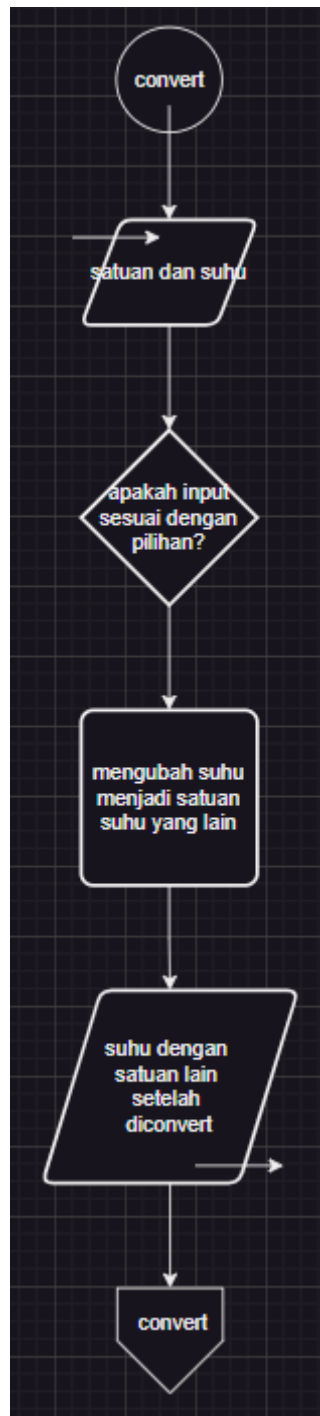 convert
satuan dan suhu
apakah input
sesuai dengan
pilihan?
mengubah suhu
menjadi satuan
suhu yang lain
suhu dengan
satuan lain
setelah
diconvert
convert